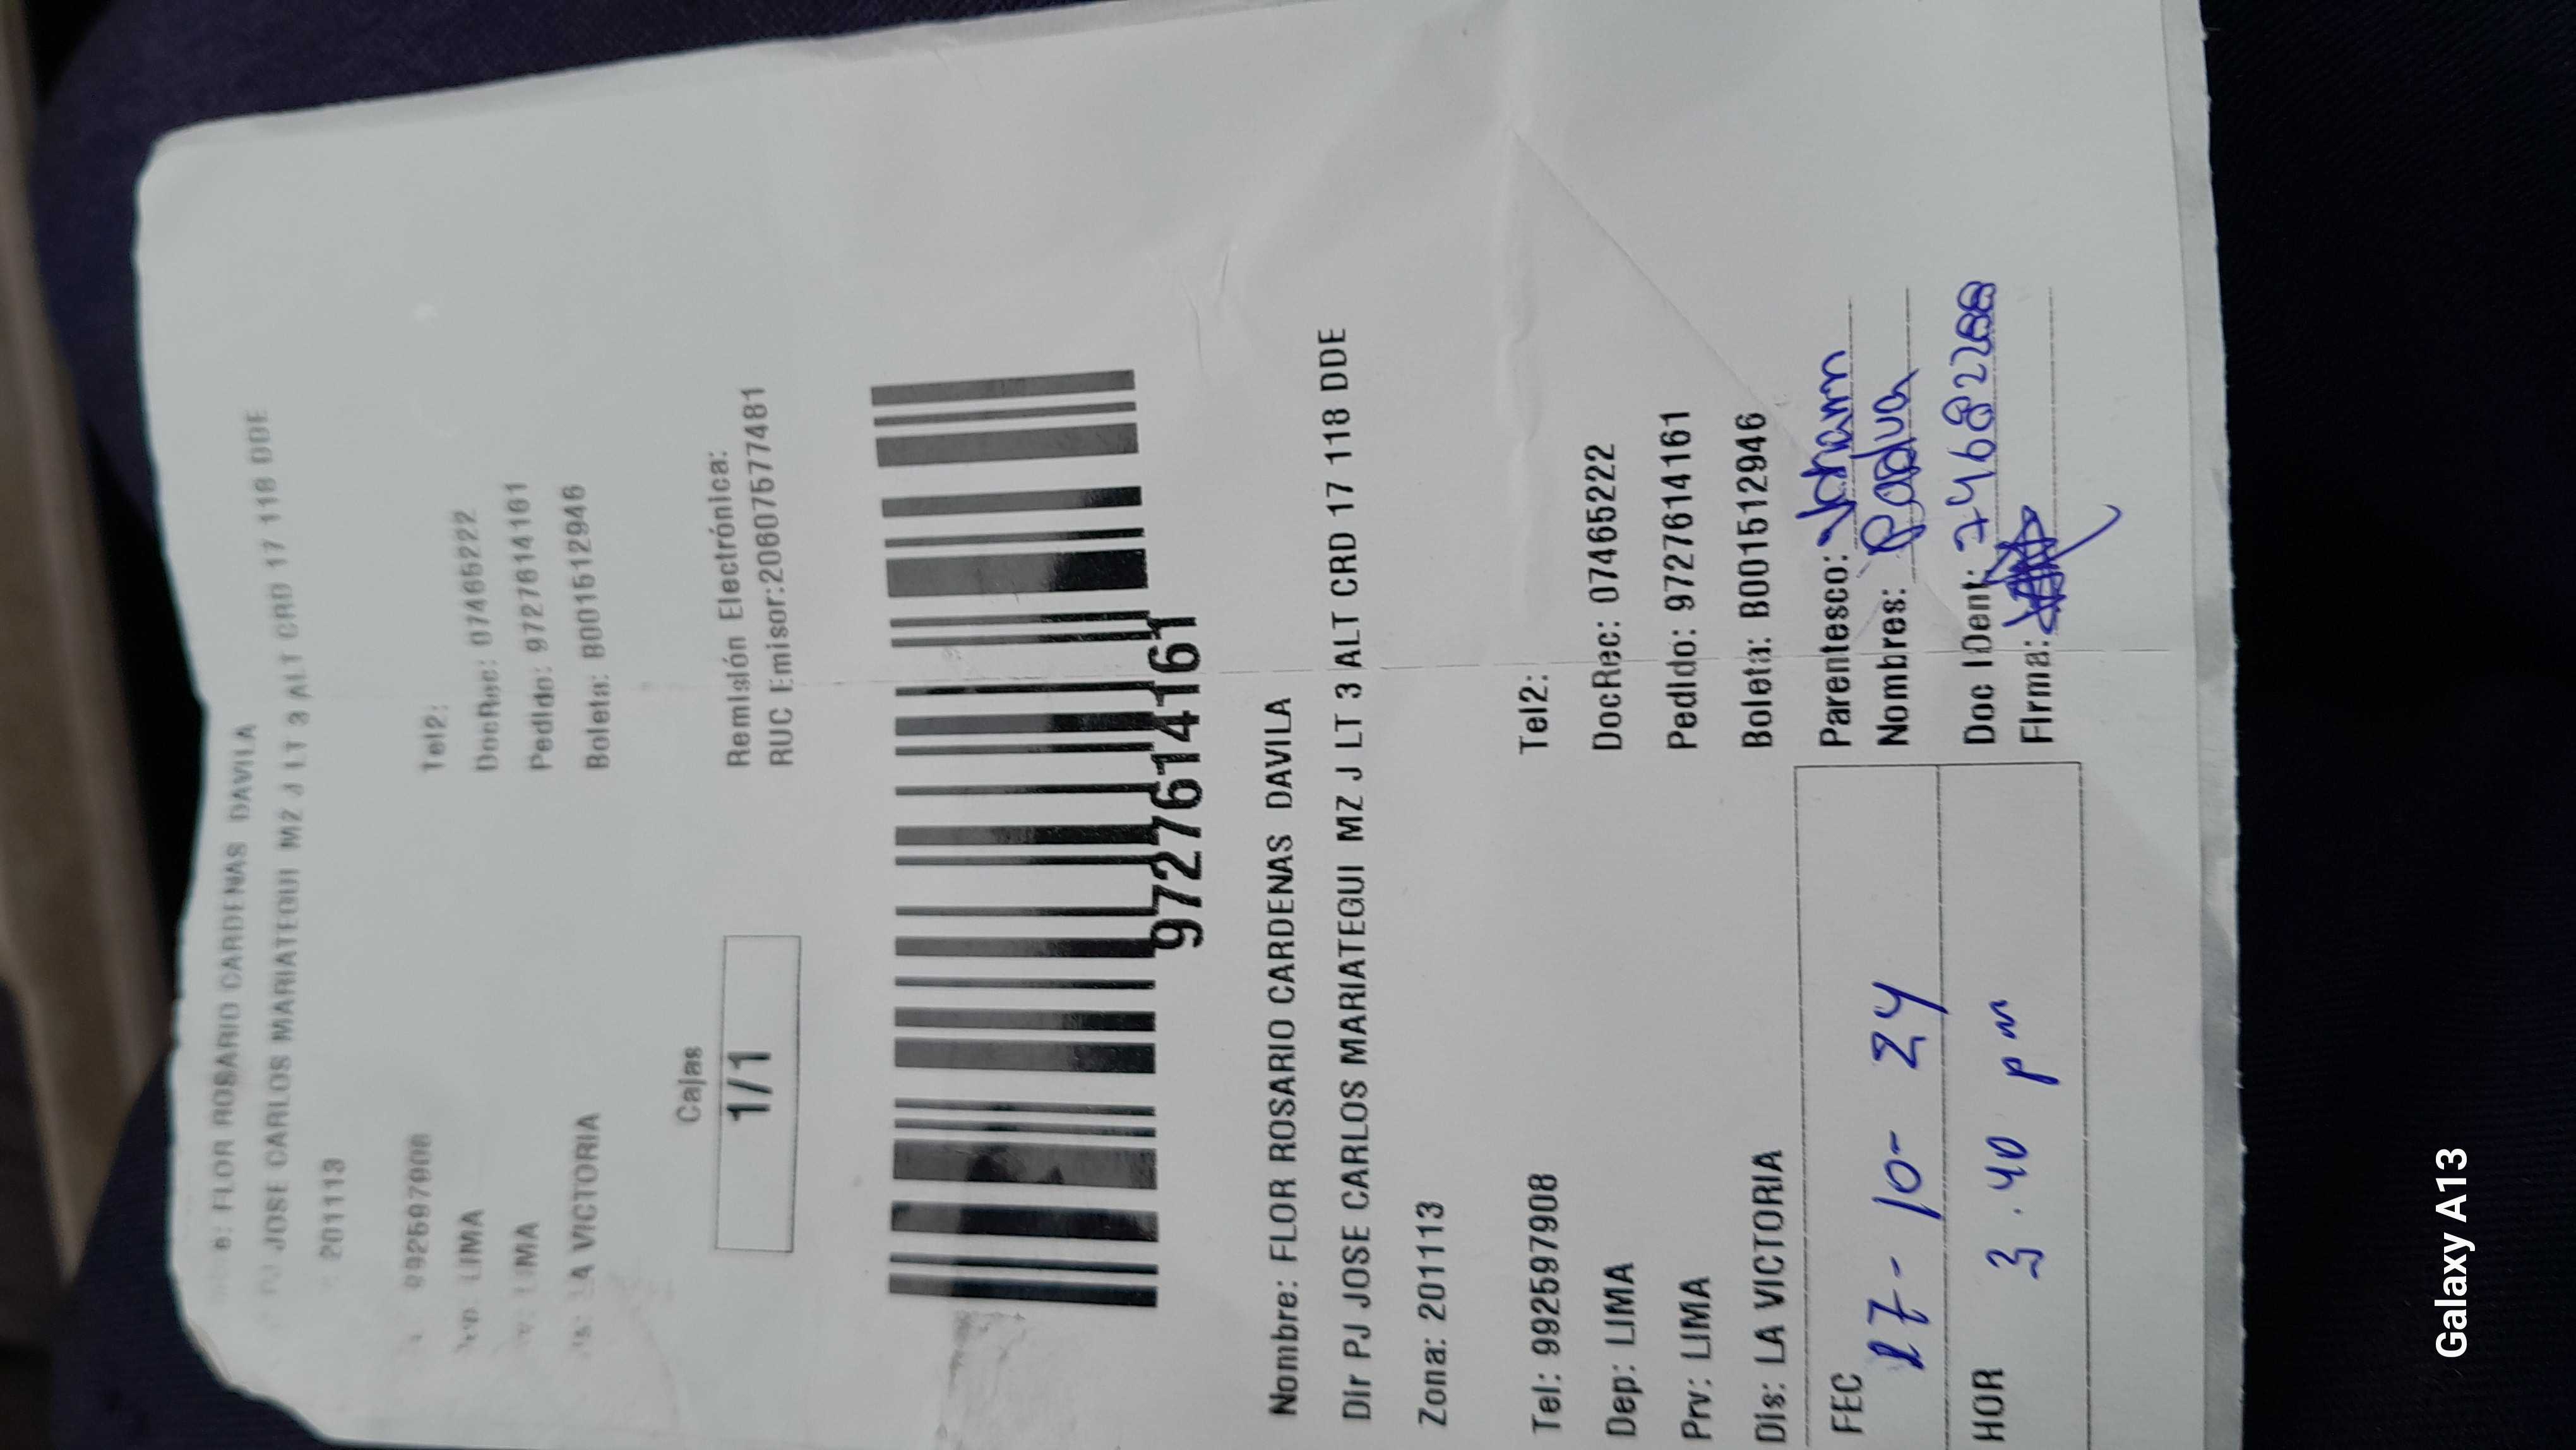 e: FLOR ROSARIO CARDENAS DAVILA
PJ JOSE CARLOS MARIATEGUI MZ J LT 3 ALT CRD 17 118 DDE
201113
992597908 Tel2:
LIMA DocRec: 07465222
LIMA Pedido: 9727614161
LA VICTORIA Boleta: B001512946
Cajas
1/1
Remisión Electrónica:
RUC Emisor:20607577481
9727614161
Nombre: FLOR ROSARIO CARDENAS DAVILA
Dir PJ JOSE CARLOS MARIATEGUI MZ J LT 3 ALT CRD 17 118 DDE
Zona: 201113
Tel: 992597908 Tel2:
Dep: LIMA DocRec: 07465222
Prv: LIMA Pedido: 9727614161
Dis: LA VICTORIA Boleta: B001512946
FEC 27-10-24
HOR 3.40 pm
Parentesco: Johann
Nombres: Padua
Doc IDent:
Firma:
Galaxy A13